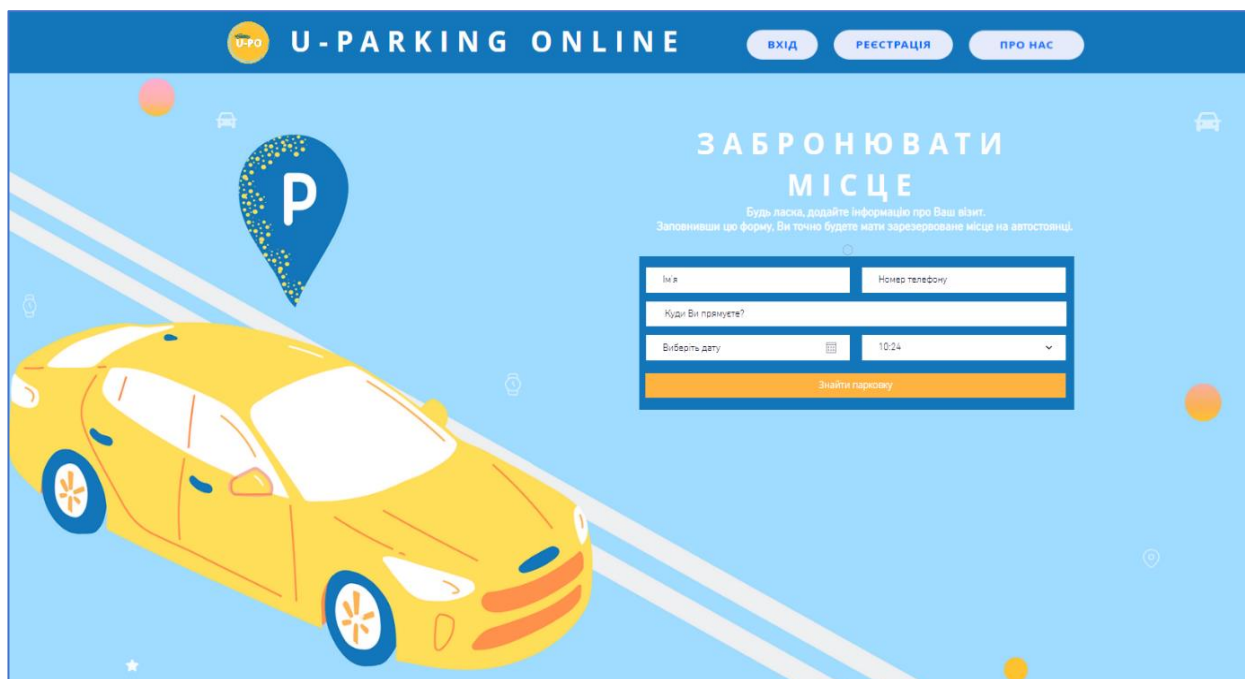 U-PO
U-PARKING ONLINE
ВХІД
РЕЄСТРАЦІЯ
ПРО НАС
P
ЗАБРОНЮВАТИ
МІСЦЕ
Будь ласка, додайте інформацію про Ваш візит.
Заповнивши цю форму, Ви точно будете мати зарезервоване місце на автостоянці.
Ім'я
Номер телефону
Куди Ви прямуєте?
Виберіть дату
10:24
Знайти парковку